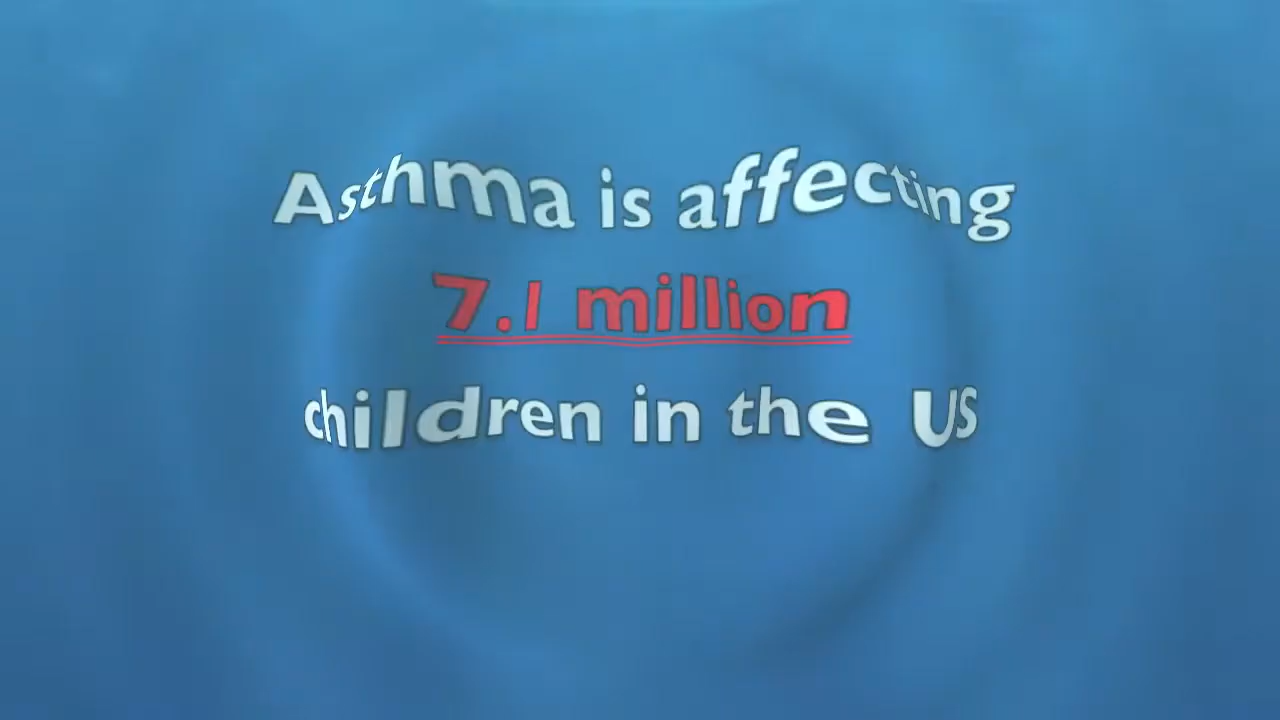 Asthma is affecting
7.1 million
children in the US